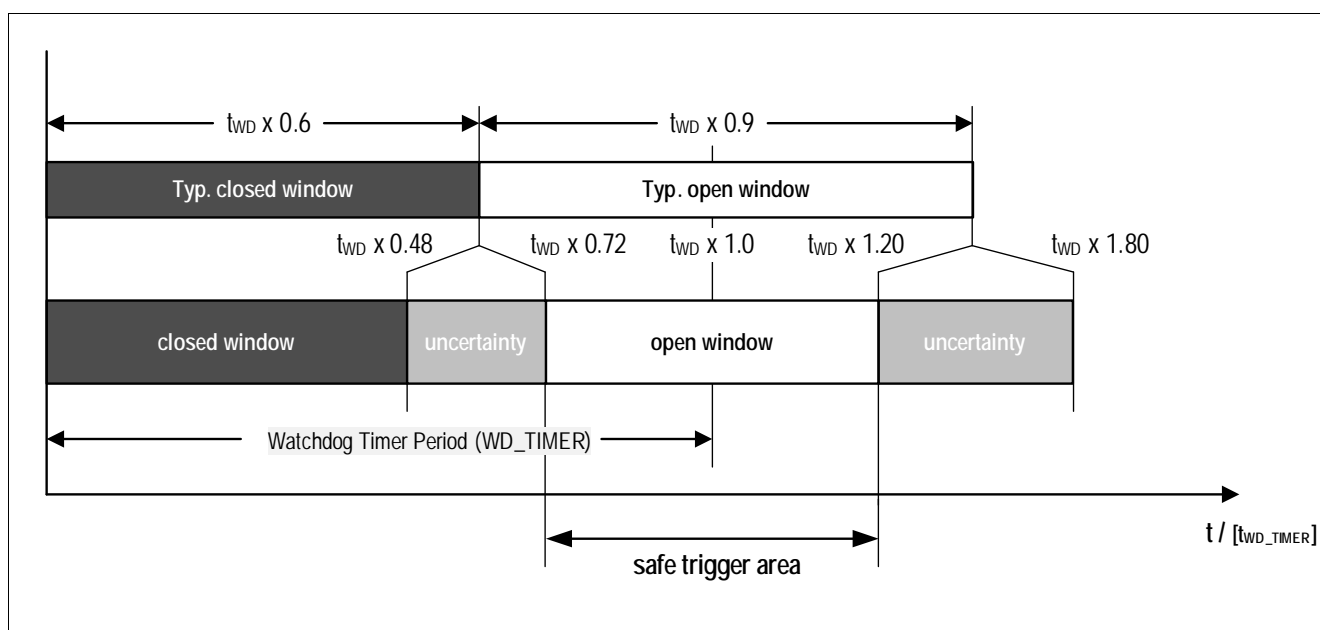 tWD x 0.6 tWD x 0.9
Typ. closed window Typ. open window
tWD x 0.48 tWD x 0.72 tWD x 1.0 tWD x 1.20 tWD x 1.80
closed window uncertainty open window uncertainty
Watchdog Timer Period (WD_TIMER)
t / [tWD_TIMER]
safe trigger area